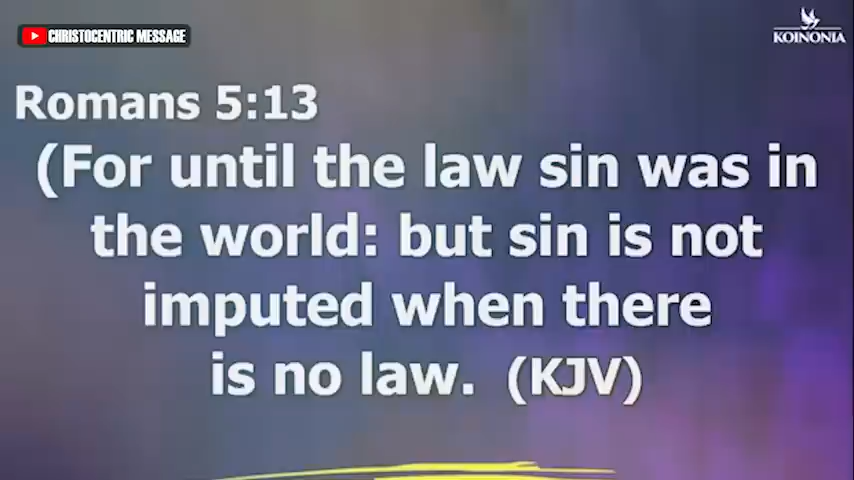 CHRISTOCENTRIC MESSAGE
KOINONIA
Romans 5:13
(For until the law sin was in
the world: but sin is not
imputed when there
is no law. (KJV)